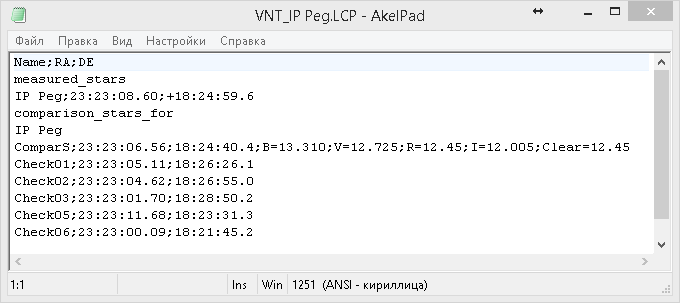 VNT_IP Peg.LCP - AkelPad
Файл Правка Вид Настройки Справка
Name;RA;DE
measured_stars
IP Peg;23:23:08.60;+18:24:59.6
comparison_stars_for
IP Peg
ComparS;23:23:06.56;18:24:40.4;B=13.310;V=12.725;R=12.45;I=12.005;Clear=12.45
Check01;23:23:05.11;18:26:26.1
Check02;23:23:04.62;18:26:55.0
Check03;23:23:01.70;18:28:50.2
Check05;23:23:11.68;18:23:31.3
Check06;23:23:00.09;18:21:45.2
1:1 Ins Win 1251 (ANSI - кириллица)